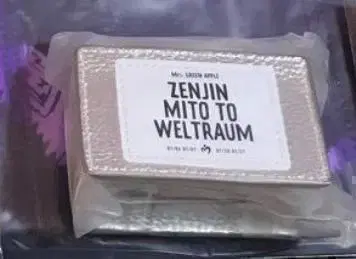 Mrs. GREEN APPLE
ZENJIN
MITO TO
WELTRAUM